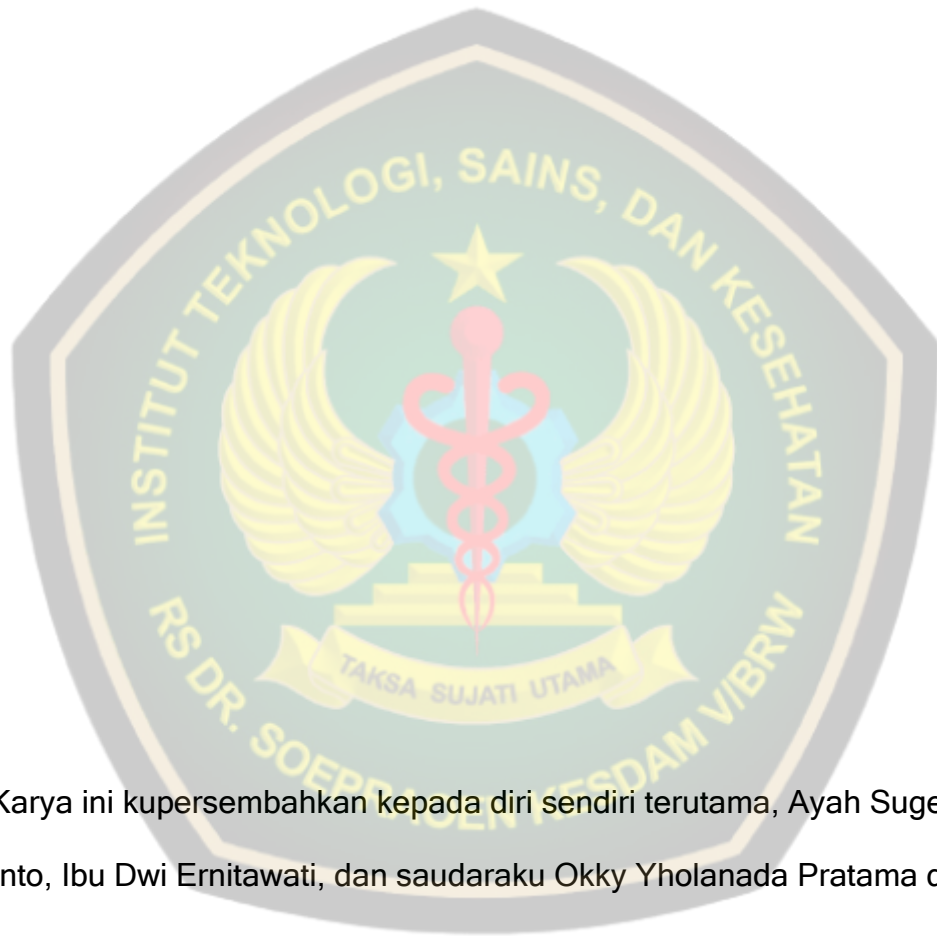 INSTITUT TEKNOLOGI, SAINS, DAN KESEHATAN
TAKSA SUJATI UTAMA
RS DR. SOEPRAOEN KESDAM V/BRW
Karya ini kupersembahkan kepada diri sendiri terutama, Ayah Suge
nto, Ibu Dwi Ernitawati, dan saudaraku Okky Yholanada Pratama d